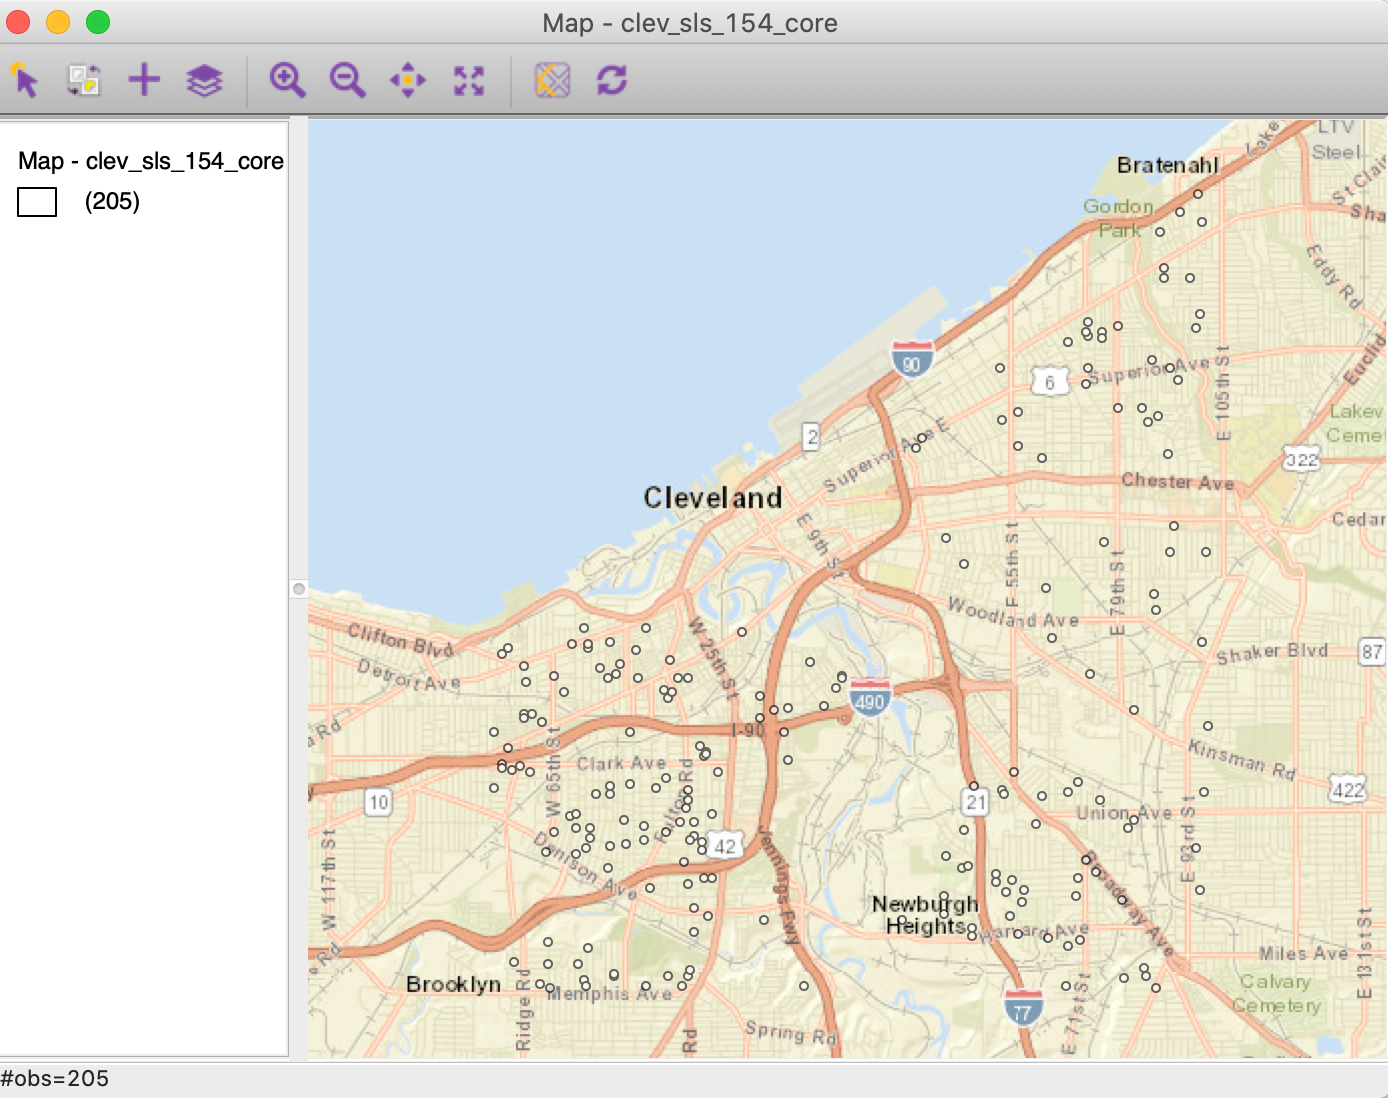 Map - clev_sls_154_core
Map - clev_sls_154_core
(205)
Bratenahl
Lake
LTV
Steel
St Clair
Gordon
Park
Sha
Eddy Rd
90
6
Superior Ave
E 105th St
Euclid
2
Superior Ave E
Lakev
Cemet
322
Chester Ave
Cleveland
E 9th St
Cedar
E 55th St
E 79th St
Woodland Ave
Clifton Blvd
Detroit Ave
W 25th St
Shaker Blvd
87
490
a Rd
I-90
Clark Ave
W 65th St
Kinsman Rd
10
Fulton Rd
21
Union Ave
422
W 117th St
Denison Ave
42
Jennings Fwy
E 93rd St
Broadway Ave
Newburgh
Heights
Harvard Ave
E 131st St
Miles Ave
Brooklyn
Memphis Ave
Ridge Rd
Rd
Spring Rd
77
E 71st St
Calvary
Cemetery
#obs=205